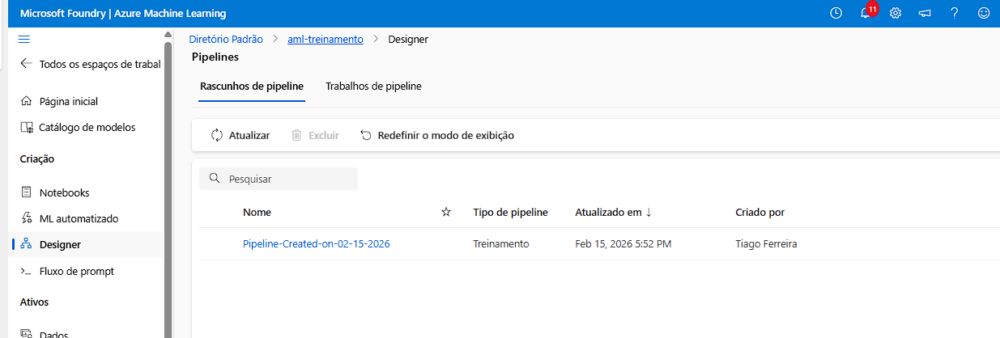 Microsoft Foundry | Azure Machine Learning
11
Todos os espaços de trabal
Página inicial
Catálogo de modelos
Criação
Notebooks
ML automatizado
Designer
Fluxo de prompt
Ativos
Dados
Diretório Padrão > aml-treinamento > Designer
Pipelines
Rascunhos de pipeline Trabalhos de pipeline
Atualizar Excluir Redefinir o modo de exibição
Pesquisar
Nome Tipo de pipeline Atualizado em ↓ Criado por
Pipeline-Created-on-02-15-2026 Treinamento Feb 15, 2026 5:52 PM Tiago Ferreira